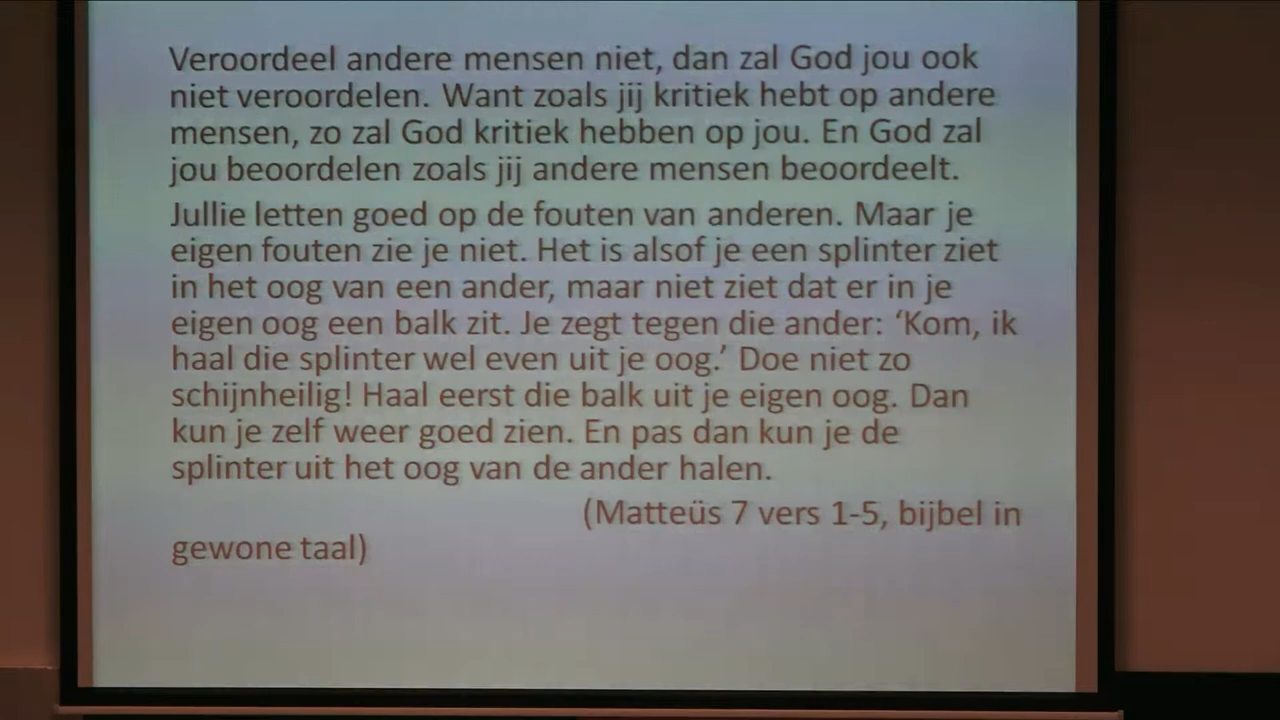 Veroordeel andere mensen niet, dan zal God jou ook
niet veroordelen. Want zoals jij kritiek hebt op andere
mensen, zo zal God kritiek hebben op jou. En God zal
jou beoordelen zoals jij andere mensen beoordeelt.
Jullie letten goed op de fouten van anderen. Maar je
eigen fouten zie je niet. Het is alsof je een splinter ziet
in het oog van een ander, maar niet ziet dat er in je
eigen oog een balk zit. Je zegt tegen die ander: ‘Kom, ik
haal die splinter wel even uit je oog.’ Doe niet zo
schijnheilig! Haal eerst die balk uit je eigen oog. Dan
kun je zelf weer goed zien. En pas dan kun je de
splinter uit het oog van de ander halen.
(Matteüs 7 vers 1-5, bijbel in
gewone taal)